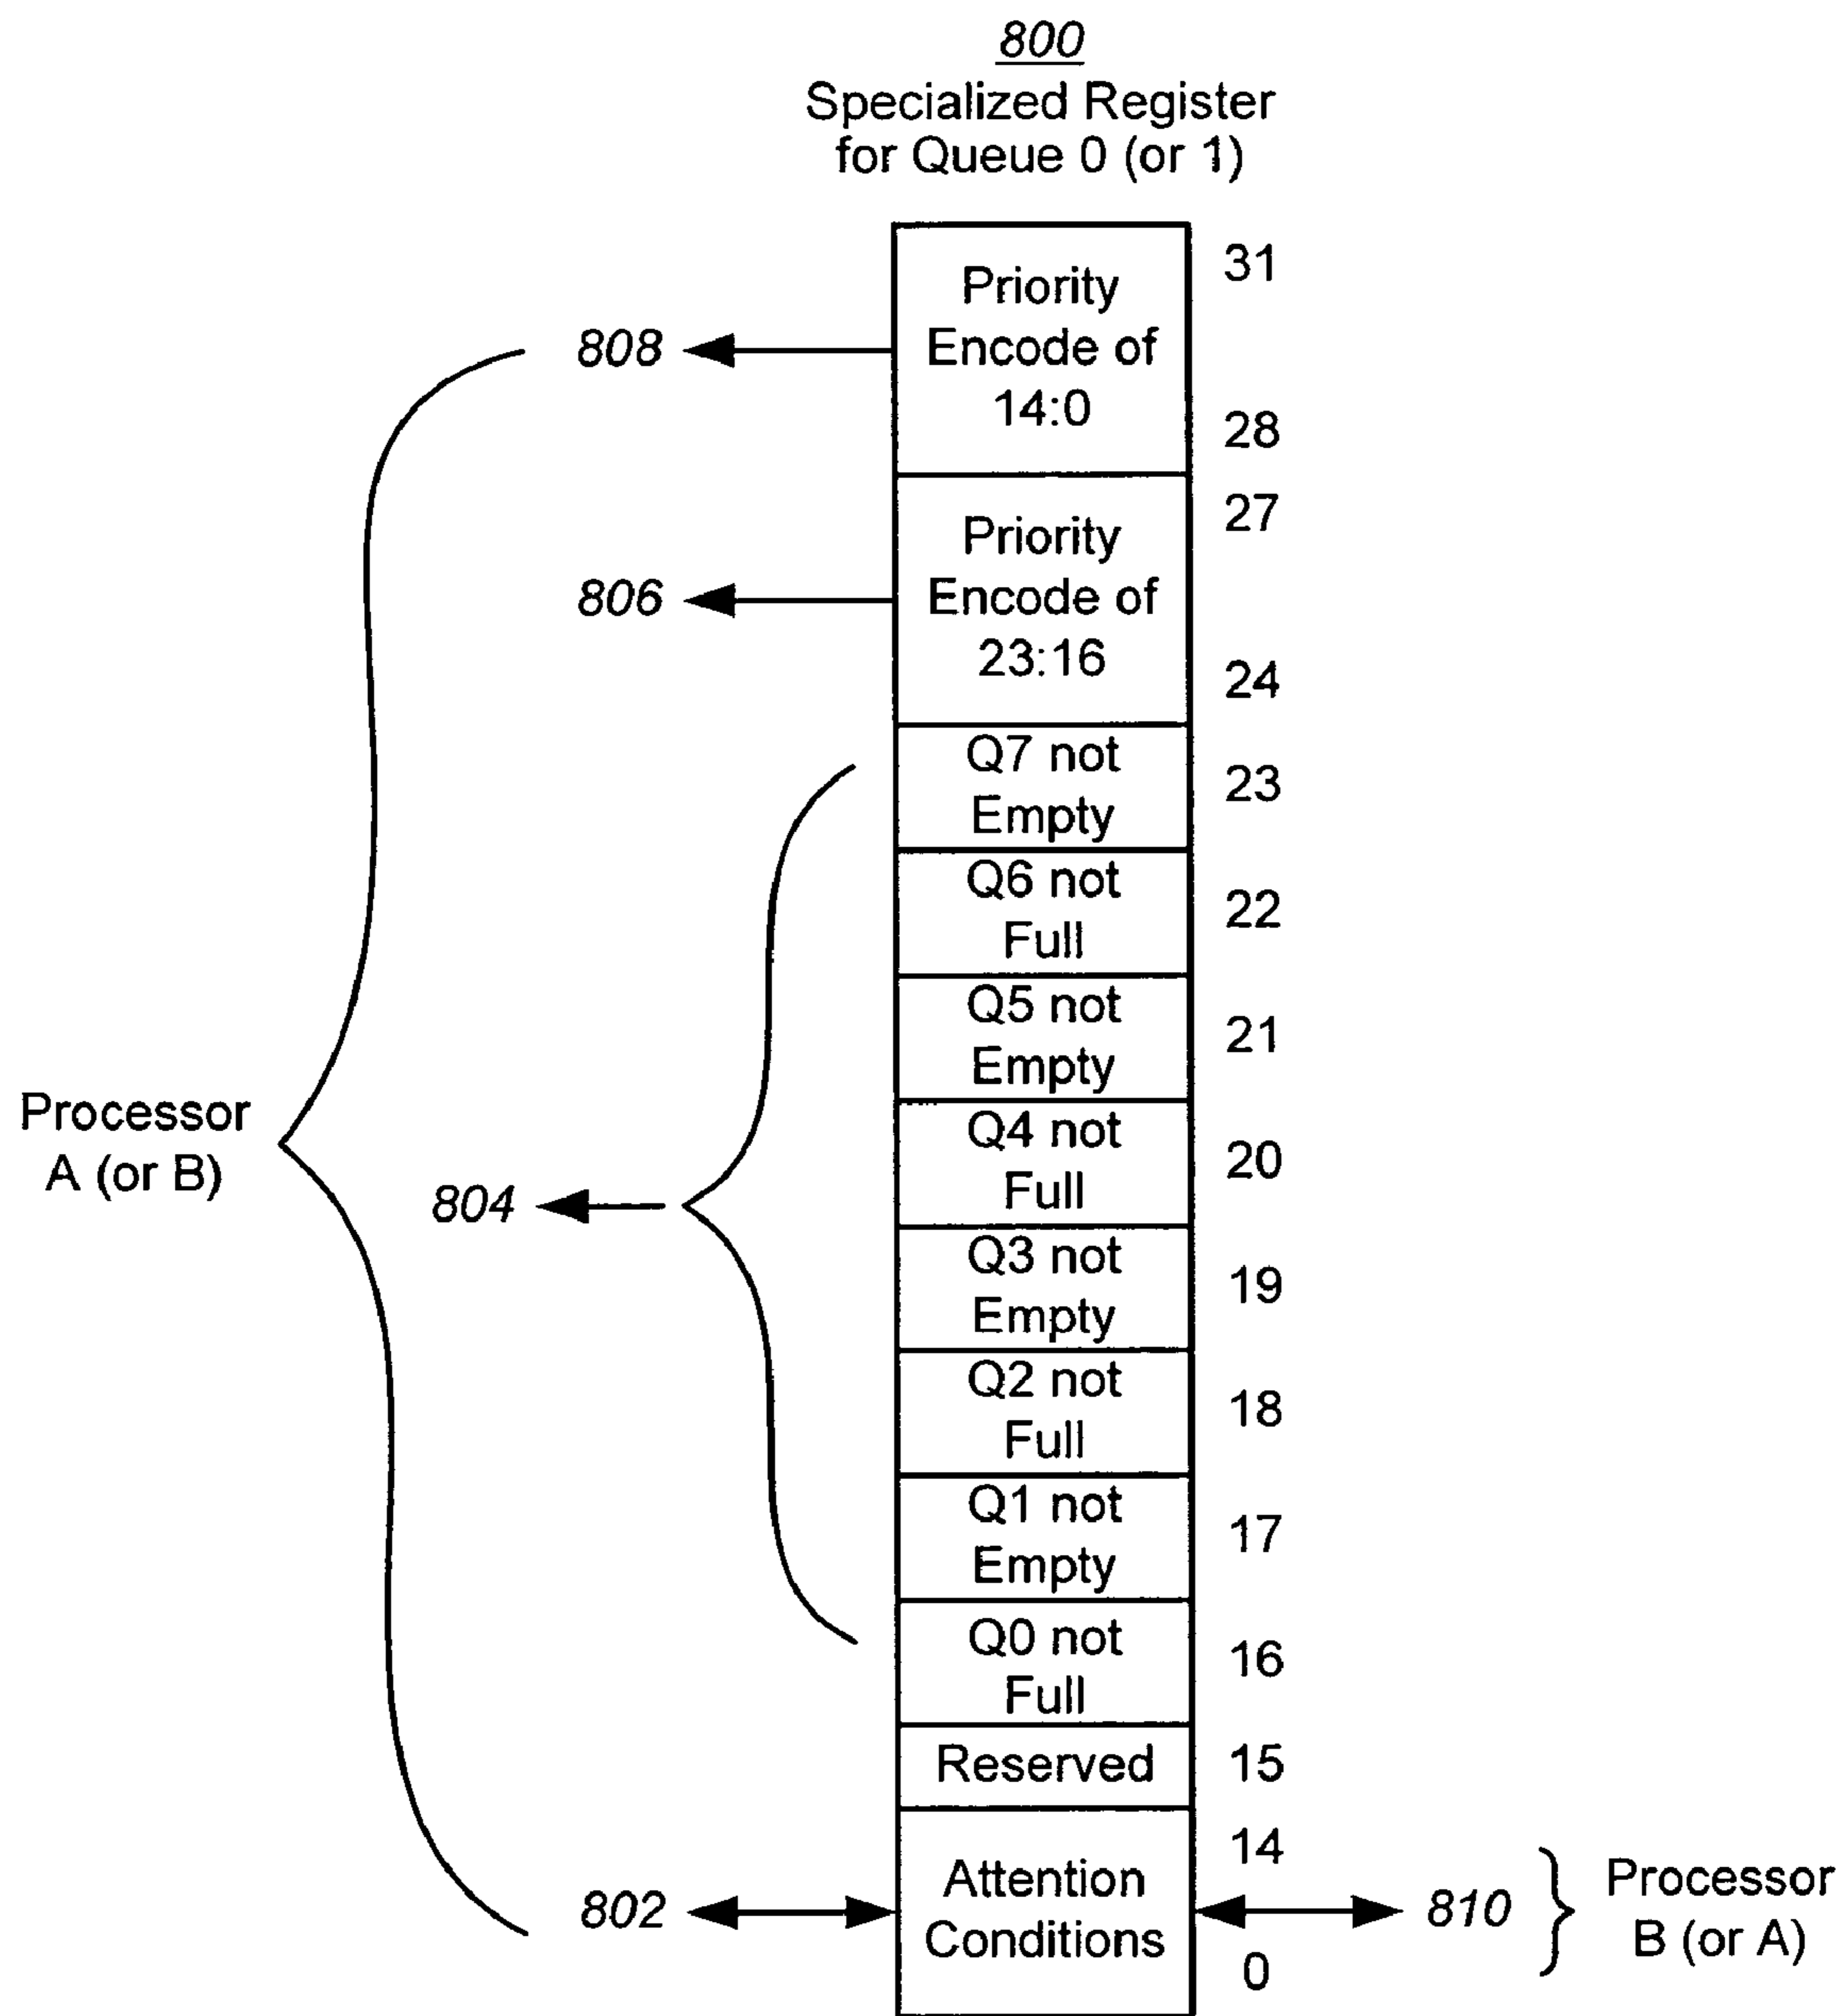 800
Specialized Register
for Queue 0 (or 1)
Priority
Encode of
14:0
31
28
808
Priority
Encode of
23:16
27
24
806
Q7 not
Empty
23
Q6 not
Full
22
Q5 not
Empty
21
Q4 not
Full
20
Q3 not
Empty
19
Q2 not
Full
18
Q1 not
Empty
17
Q0 not
Full
16
804
Processor
A (or B)
Reserved
15
Attention
Conditions
14
0
802
810
Processor
B (or A)